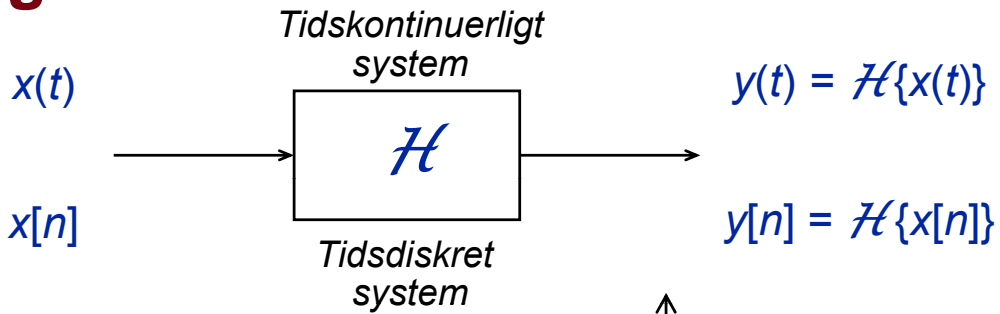 Tidskontinuerligt
system
x(t)
y(t) = ℋ{x(t)}
ℋ
x[n]
y[n] = ℋ{x[n]}
Tidsdiskret
system